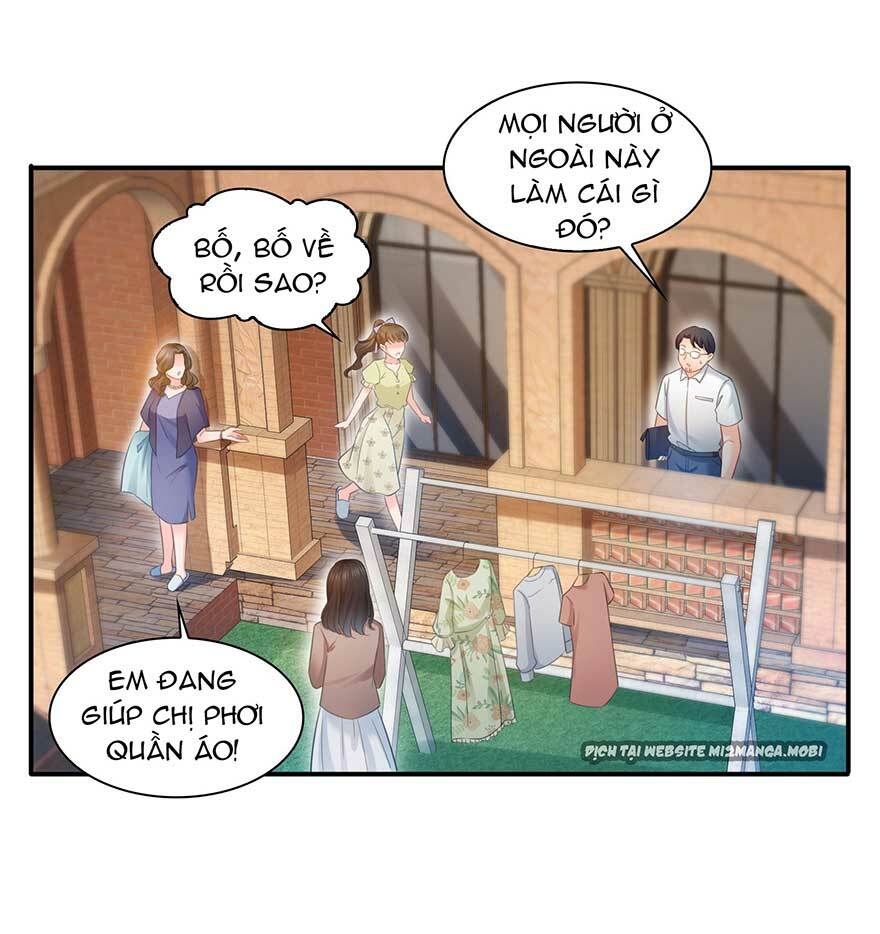 MỌI NGƯỜI Ở
NGOÀI NÀY
LÀM CÁI GÌ
ĐÓ?
BỐ, BỐ VỀ
RỒI SAO?
EM ĐANG
GIÚP CHỊ PHƠI
QUẦN ÁO!
DỊCH TẠI WEBSITE MI2MANGA.MOBI